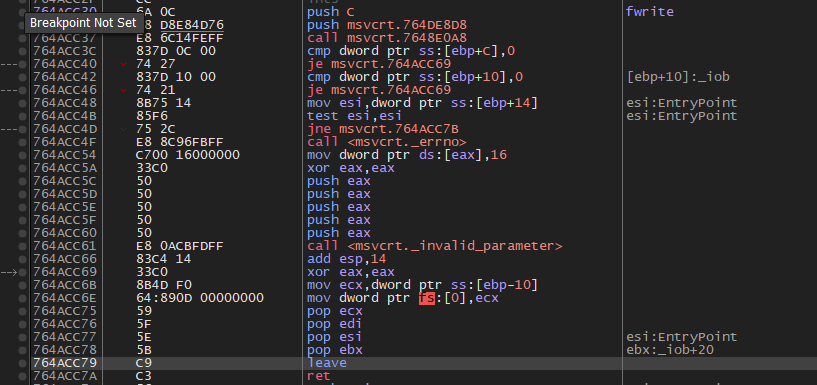 764ACC2F CC int3
764ACC30 6A 0C push C fwrite
Breakpoint Not Set
D8E84D76 push msvcrt.764DE8D8
764ACC37 E8 6C14FEFF call msvcrt.7648E0A8
764ACC3C 837D 0C 00 cmp dword ptr ss:[ebp+C],0
764ACC40 74 27 je msvcrt.764ACC69
764ACC42 837D 10 00 cmp dword ptr ss:[ebp+10],0 [ebp+10]:_iob
764ACC46 74 21 je msvcrt.764ACC69
764ACC48 8B75 14 mov esi,dword ptr ss:[ebp+14] esi:EntryPoint
764ACC4B 85F6 test esi,esi esi:EntryPoint
764ACC4D 75 2C jne msvcrt.764ACC7B
764ACC4F E8 8C96FBFF call <msvcrt._errno>
764ACC54 C700 16000000 mov dword ptr ds:[eax],16
764ACC5A 33C0 xor eax,eax
764ACC5C 50 push eax
764ACC5D 50 push eax
764ACC5E 50 push eax
764ACC5F 50 push eax
764ACC60 50 push eax
764ACC61 E8 0ACBFDFF call <msvcrt._invalid_parameter>
764ACC66 83C4 14 add esp,14
764ACC69 33C0 xor eax,eax
764ACC6B 8B4D F0 mov ecx,dword ptr ss:[ebp-10]
764ACC6E 64:890D 00000000 mov dword ptr fs:[0],ecx
764ACC75 59 pop ecx
764ACC76 5F pop edi
764ACC77 5E pop esi esi:EntryPoint
764ACC78 5B pop ebx ebx:_iob+20
764ACC79 C9 leave
764ACC7A C3 ret